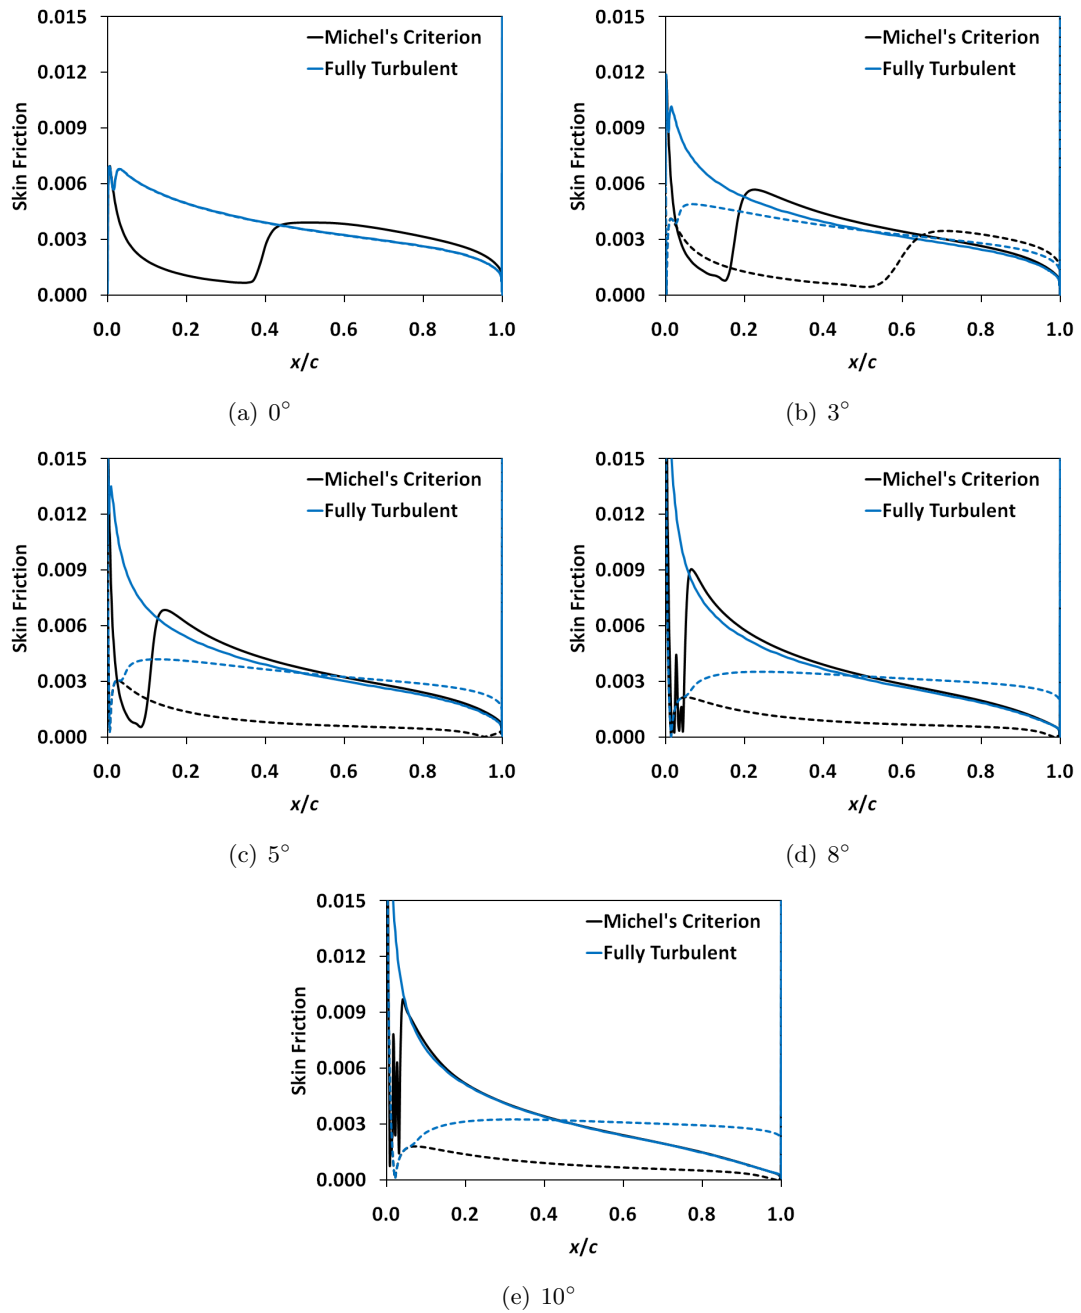 0.015
Michel's Criterion
Fully Turbulent
0.012
0.009
0.006
0.003
0.000
Skin Friction
0.0 0.2 0.4 0.6 0.8 1.0
x/c
(a) 0°
0.015
Michel's Criterion
Fully Turbulent
0.012
0.009
0.006
0.003
0.000
Skin Friction
0.0 0.2 0.4 0.6 0.8 1.0
x/c
(b) 3°
0.015
Michel's Criterion
Fully Turbulent
0.012
0.009
0.006
0.003
0.000
Skin Friction
0.0 0.2 0.4 0.6 0.8 1.0
x/c
(c) 5°
0.015
Michel's Criterion
Fully Turbulent
0.012
0.009
0.006
0.003
0.000
Skin Friction
0.0 0.2 0.4 0.6 0.8 1.0
x/c
(d) 8°
0.015
Michel's Criterion
Fully Turbulent
0.012
0.009
0.006
0.003
0.000
Skin Friction
0.0 0.2 0.4 0.6 0.8 1.0
x/c
(e) 10°